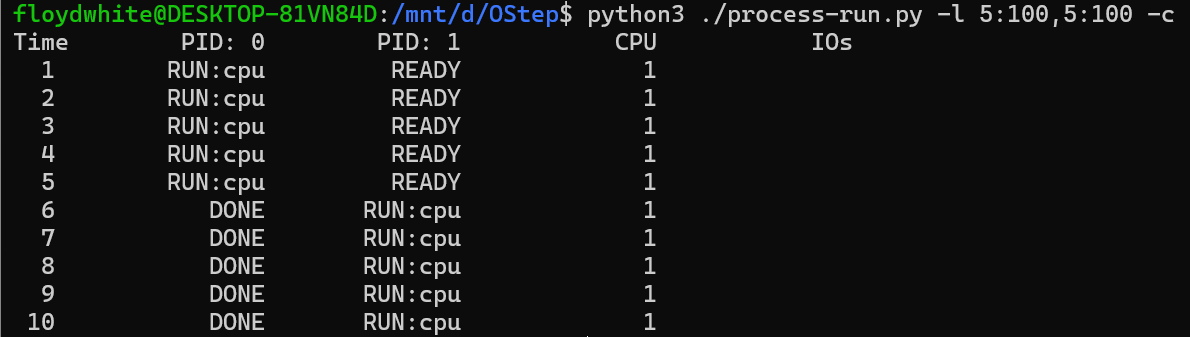 floydwhite@DESKTOP-81VN84D:/mnt/d/OStep$ python3 ./process-run.py -l 5:100,5:100 -c
Time        PID: 0        PID: 1           CPU           IOs
  1        RUN:cpu         READY             1
  2        RUN:cpu         READY             1
  3        RUN:cpu         READY             1
  4        RUN:cpu         READY             1
  5        RUN:cpu         READY             1
  6           DONE       RUN:cpu             1
  7           DONE       RUN:cpu             1
  8           DONE       RUN:cpu             1
  9           DONE       RUN:cpu             1
 10           DONE       RUN:cpu             1